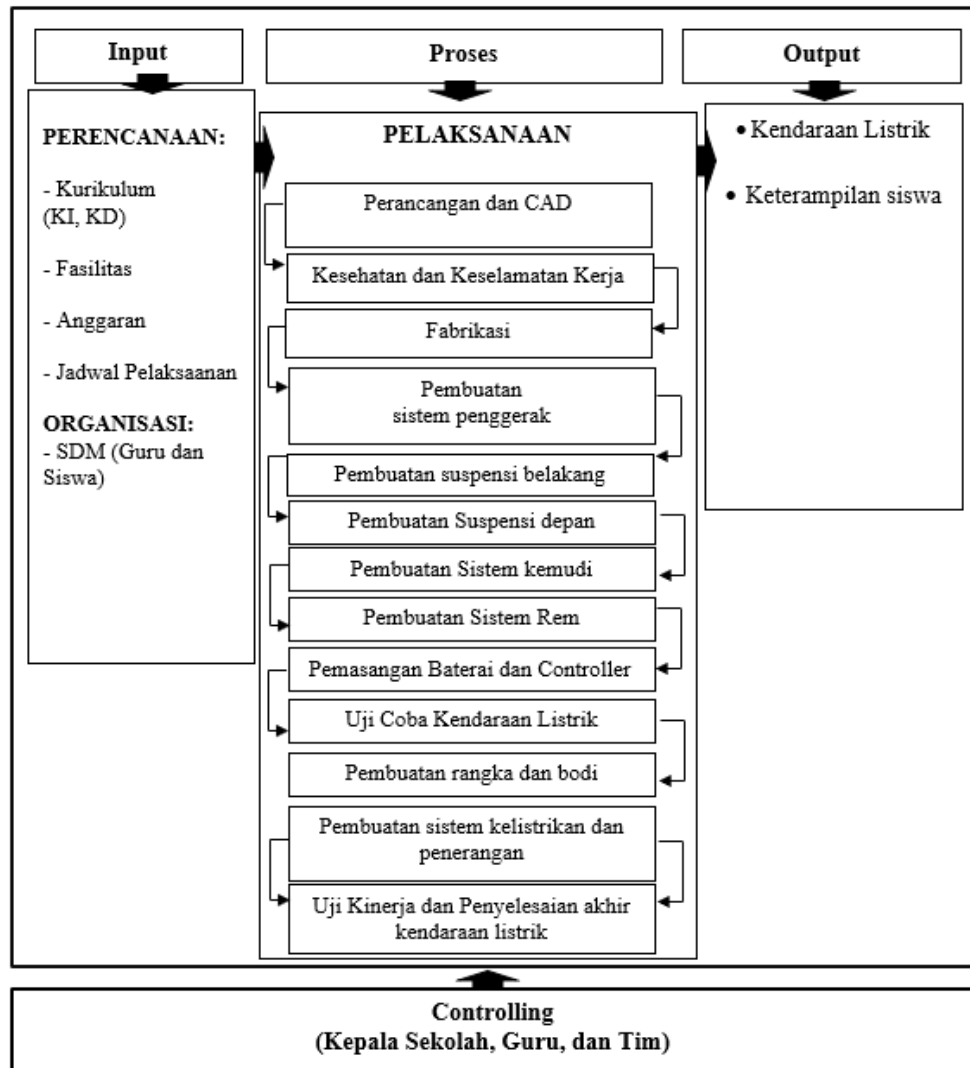 Input
Proses
Output
PERENCANAAN:
- Kurikulum
(KI, KD)
- Fasilitas
- Anggaran
- Jadwal Pelaksaanan
ORGANISASI:
- SDM (Guru dan
Siswa)
PELAKSANAAN
Perancangan dan CAD
Kesehatan dan Keselamatan Kerja
Fabrikasi
Pembuatan
sistem penggerak
Pembuatan suspensi belakang
Pembuatan Suspensi depan
Pembuatan Sistem kemudi
Pembuatan Sistem Rem
Pemasangan Baterai dan Controller
Uji Coba Kendaraan Listrik
Pembuatan rangka dan bodi
Pembuatan sistem kelistrikan dan
penerangan
Uji Kinerja dan Penyelesaian akhir
kendaraan listrik
• Kendaraan Listrik
• Keterampilan siswa
Controlling
(Kepala Sekolah, Guru, dan Tim)